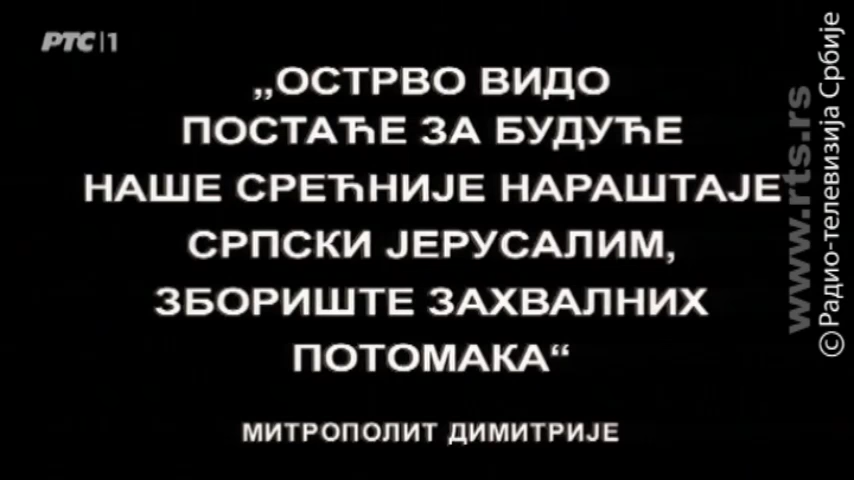 РТС|1
„ОСТРВО ВИДО
ПОСТАЋЕ ЗА БУДУЋЕ
НАШЕ СРЕЋНИЈЕ НАРАШТАЈЕ
СРПСКИ ЈЕРУСАЛИМ,
ЗБОРИШТЕ ЗАХВАЛНИХ
ПОТОМАКА“
МИТРОПОЛИТ ДИМИТРИЈЕ
www.rts.rs
©Радио-телевизија Србије